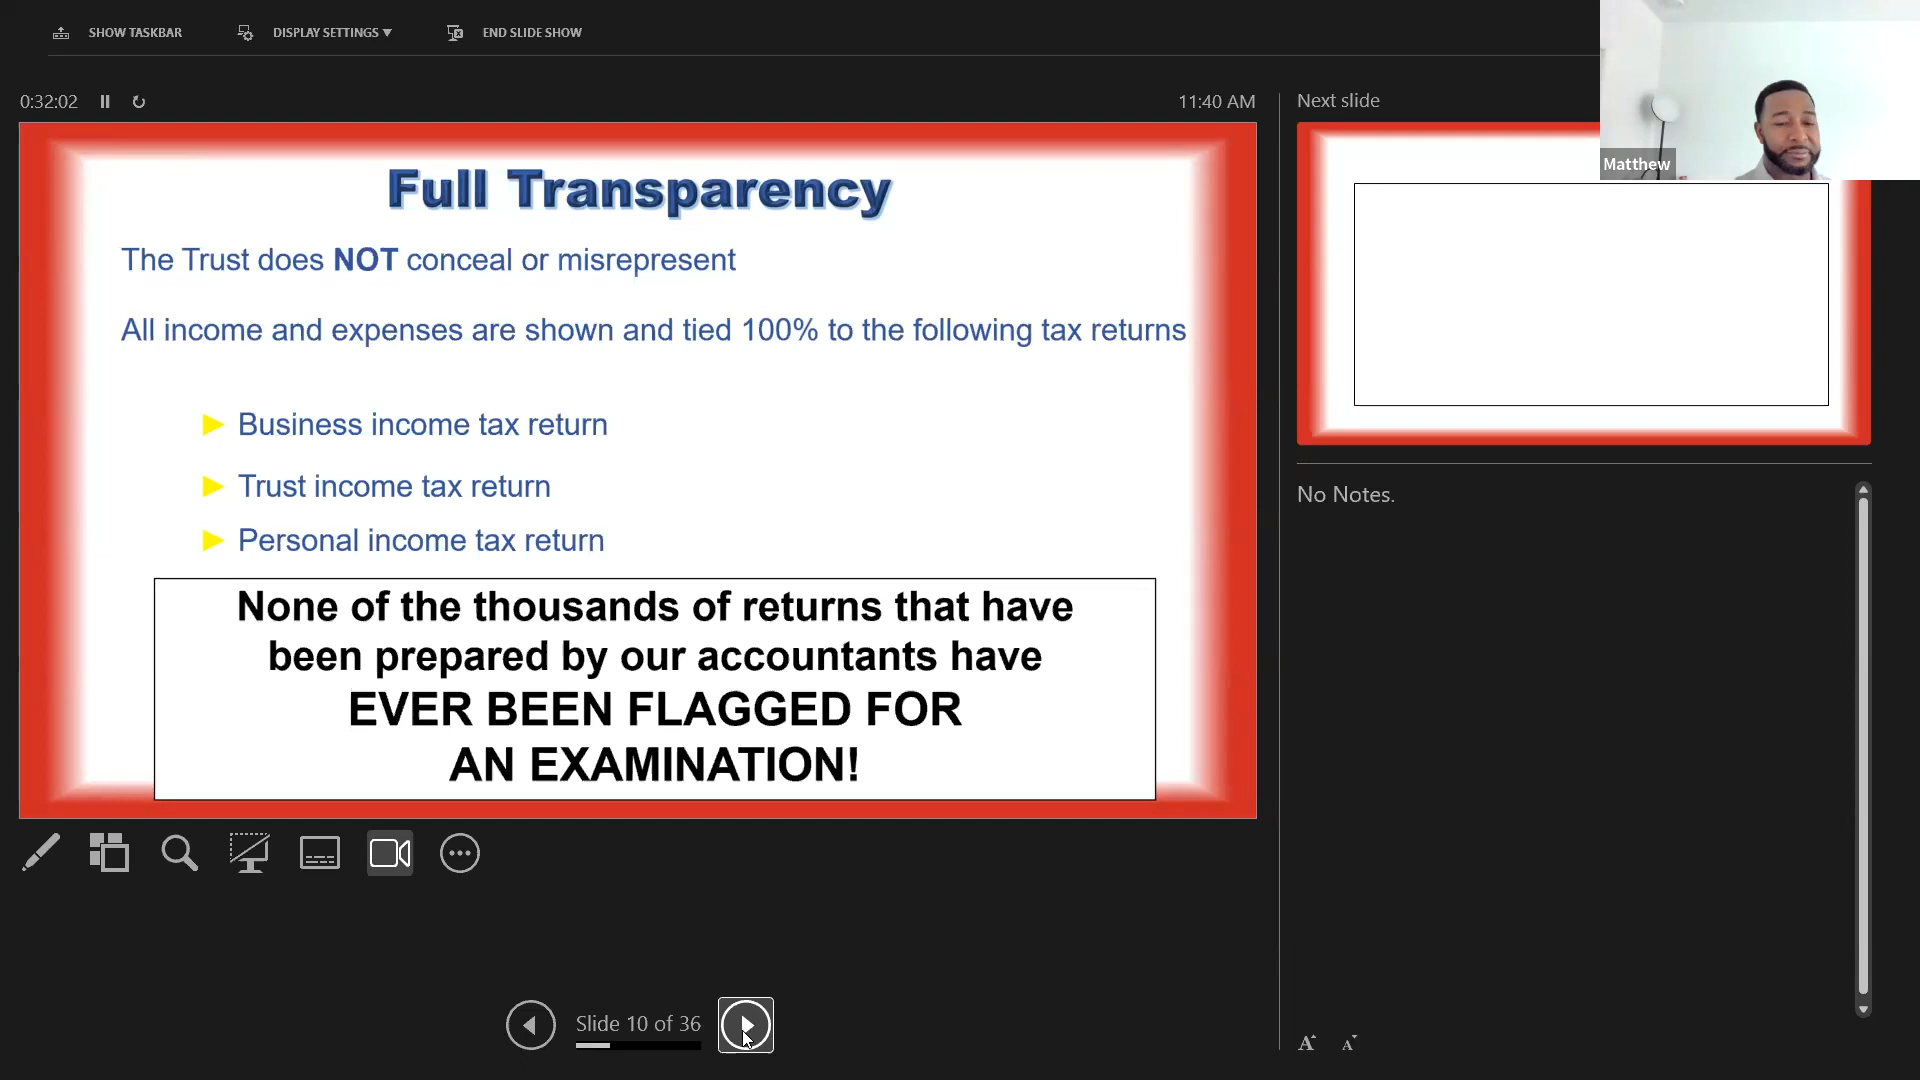 SHOW TASKBAR
DISPLAY SETTINGS ▼
END SLIDE SHOW
0:32:02
11:40 AM
Next slide
Matthew
Full Transparency
The Trust does NOT conceal or misrepresent
All income and expenses are shown and tied 100% to the following tax returns
Business income tax return
Trust income tax return
Personal income tax return
None of the thousands of returns that have
been prepared by our accountants have
EVER BEEN FLAGGED FOR
AN EXAMINATION!
No Notes.
Slide 10 of 36
A A